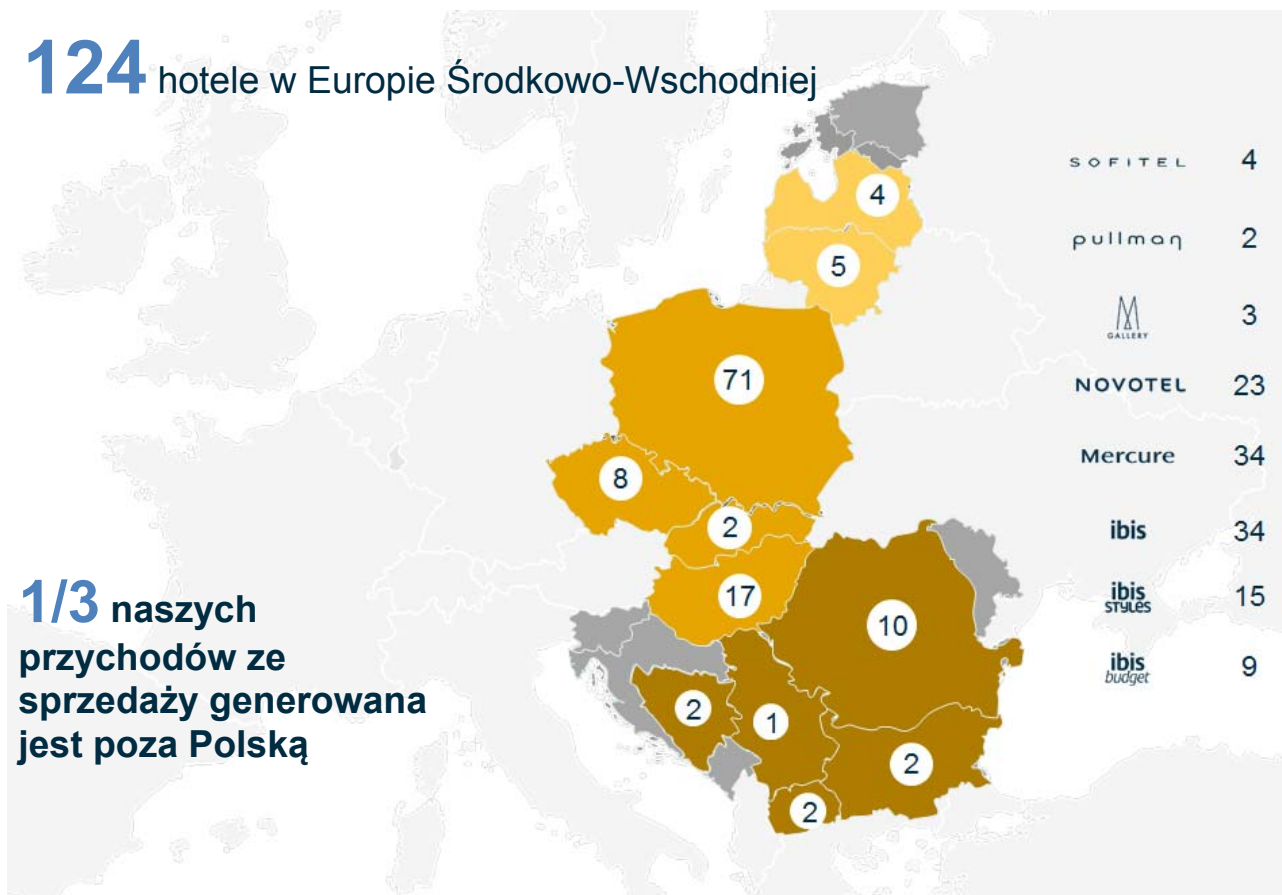 124 hotele w Europie Środkowo-Wschodniej
SOFITEL 4
pullman 2
M
GALLERY 3
NOVOTEL 23
Mercure 34
ibis 34
ibis
STYLES 15
ibis
budget 9
4
5
71
8
2
17
10
2
1
2
2
1/3 naszych
przychodów ze
sprzedaży generowana
jest poza Polską